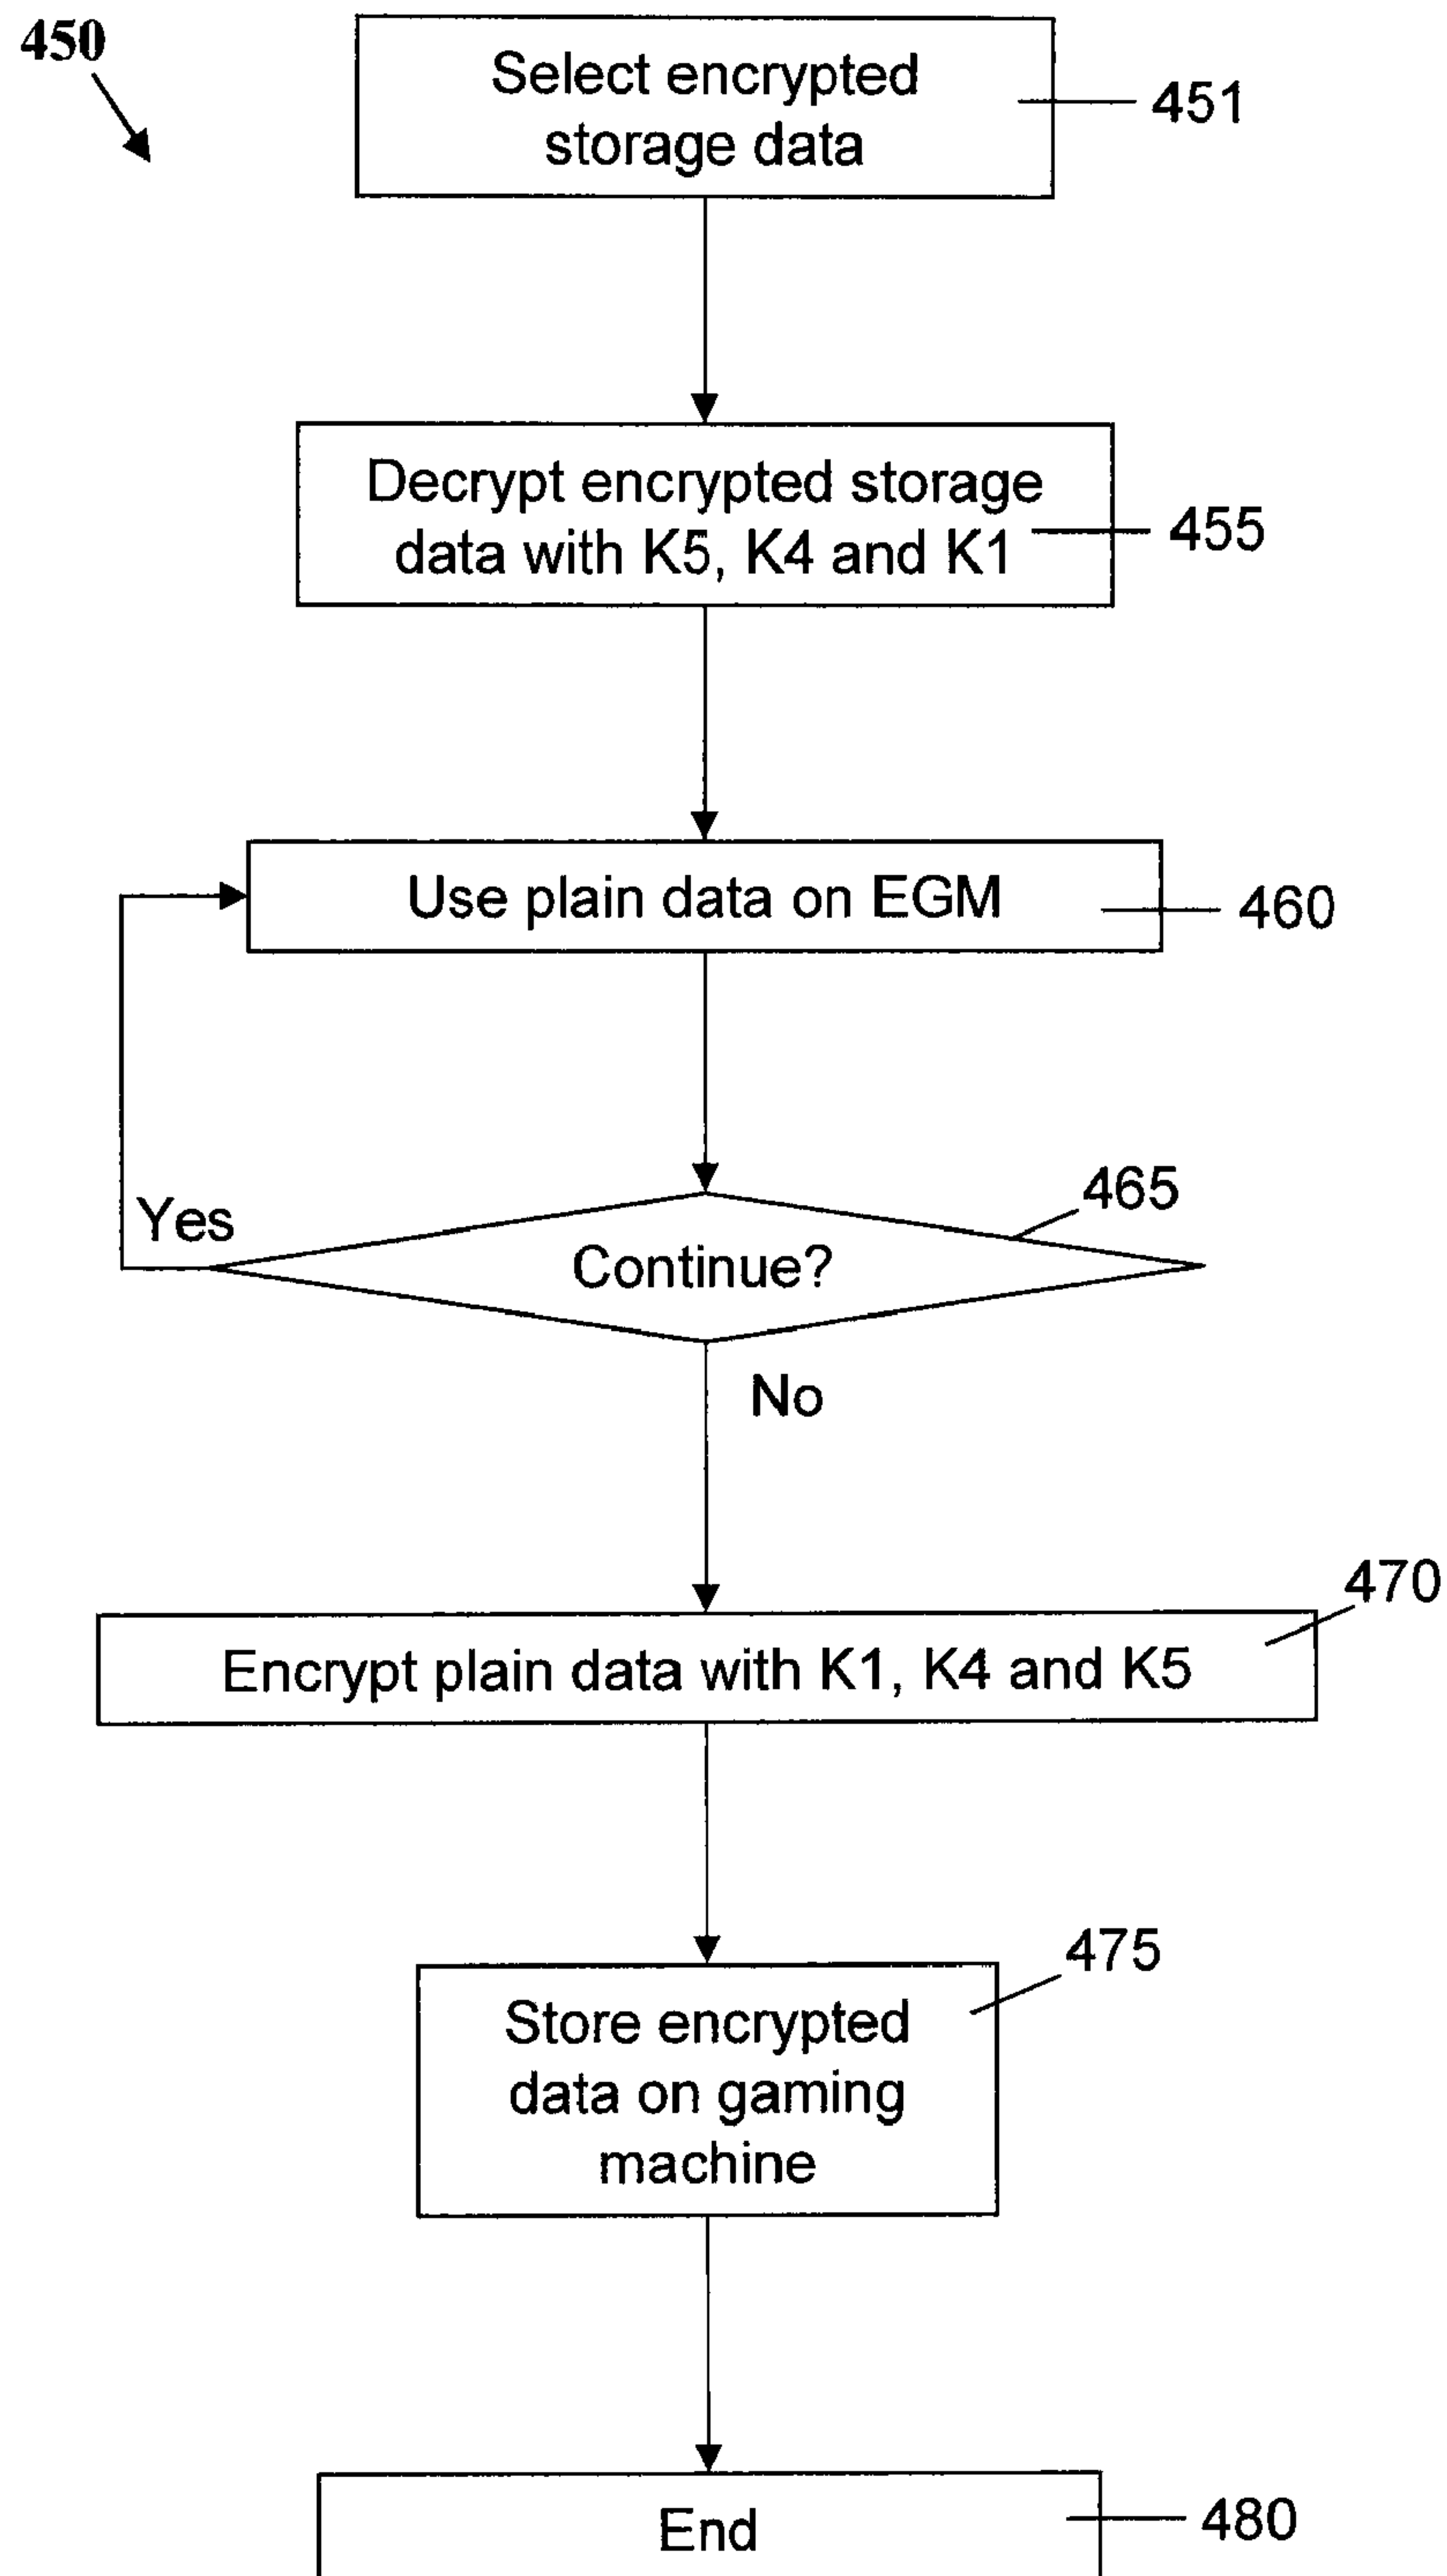 450
Select encrypted
storage data
451
Decrypt encrypted storage
data with K5, K4 and K1
455
Use plain data on EGM
460
465
Yes
Continue?
No
470
Encrypt plain data with K1, K4 and K5
475
Store encrypted
data on gaming
machine
End
480